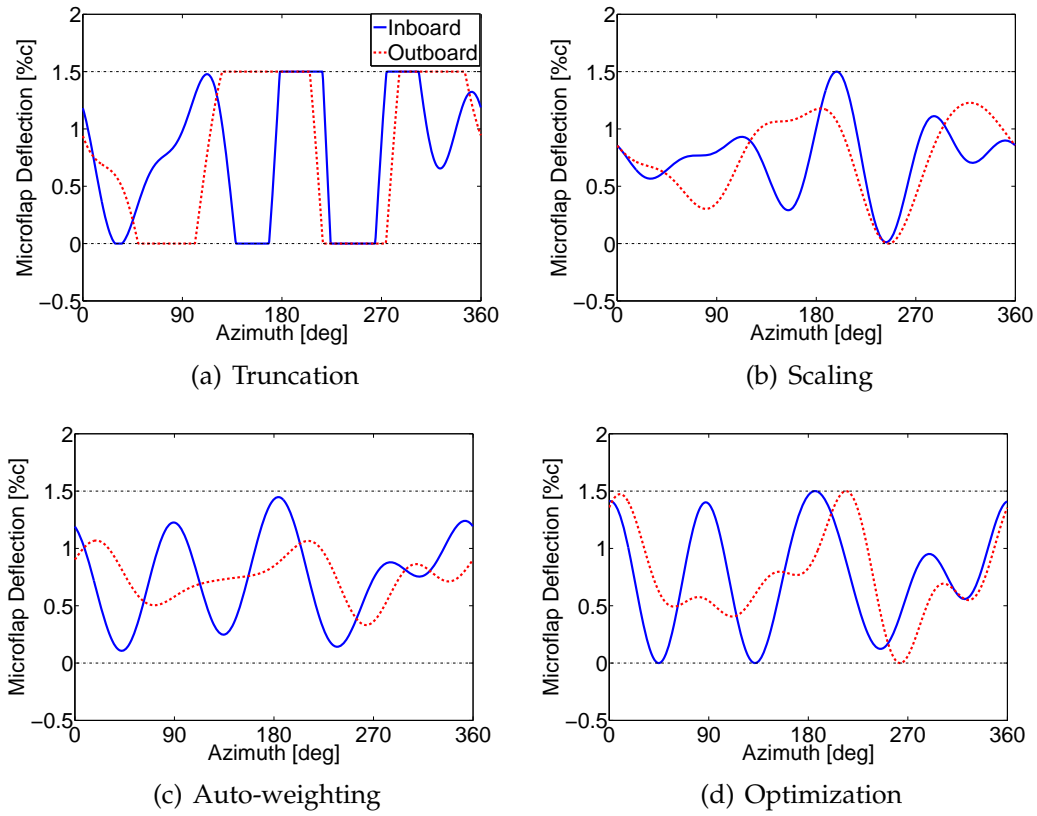 2
1.5
1
0.5
0
−0.5
Microflap Deflection [%c]
Inboard
Outboard
0 90 180 270 360
Azimuth [deg]
(a) Truncation
2
1.5
1
0.5
0
−0.5
Microflap Deflection [%c]
0 90 180 270 360
Azimuth [deg]
(b) Scaling
2
1.5
1
0.5
0
−0.5
Microflap Deflection [%c]
0 90 180 270 360
Azimuth [deg]
(c) Auto-weighting
2
1.5
1
0.5
0
−0.5
Microflap Deflection [%c]
0 90 180 270 360
Azimuth [deg]
(d) Optimization